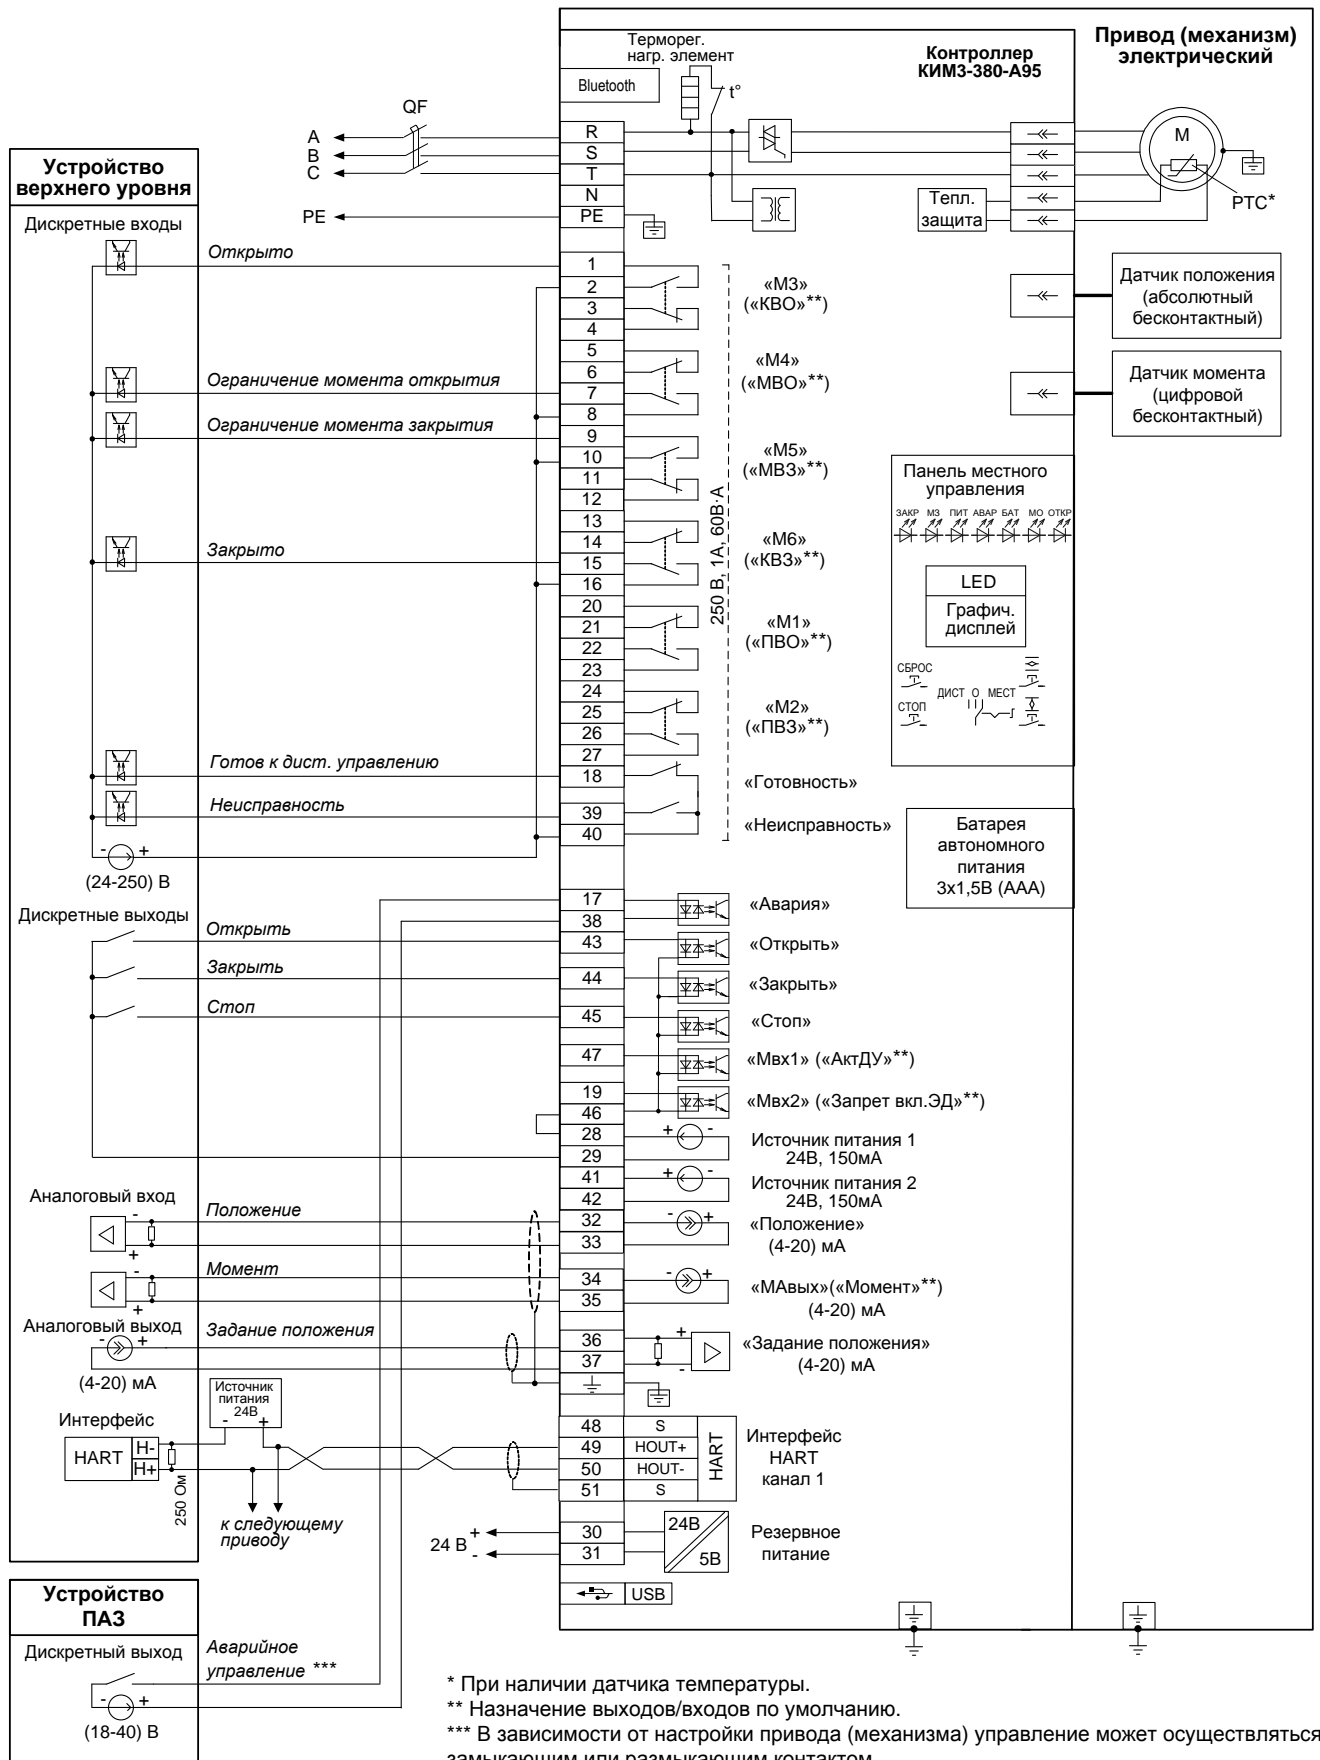 Привод (механизм)
электрический
Контроллер
КИМ3-380-А95
Терморег.
нагр. элемент
t°
Bluetooth
QF
A
B
C
PE
R
S
T
N
PE
M
PTC*
Тепл.
защита
Устройство
верхнего уровня
Дискретные входы
Открыто
Ограничение момента открытия
Ограничение момента закрытия
Закрыто
Готов к дист. управлению
Неисправность
- +
(24-250) В
1
2
3
4
5
6
7
8
9
10
11
12
13
14
15
16
20
21
22
23
24
25
26
27
18
39
40
250 В, 1А, 60В·А
«М3»
(«КВО»**)
«М4»
(«МВО»**)
«М5»
(«МВЗ»**)
«М6»
(«КВЗ»**)
«М1»
(«ПВО»**)
«М2»
(«ПВЗ»**)
«Готовность»
«Неисправность»
Датчик положения
(абсолютный
бесконтактный)
Датчик момента
(цифровой
бесконтактный)
Панель местного
управления
ЗАКР МЗ ПИТ АВАР БАТ МО ОТКР
LED
Графич.
дисплей
СБРОС
ДИСТ О МЕСТ
СТОП
Батарея
автономного
питания
3х1,5В (ААА)
Дискретные выходы
Открыть
Закрыть
Стоп
17
38
43
44
45
47
19
46
28
29
41
42
32
33
34
35
36
37
«Авария»
«Открыть»
«Закрыть»
«Стоп»
«Мвх1» («АктДУ»**)
«Мвх2» («Запрет вкл.ЭД»**)
+ -
Источник питания 1
24В, 150мА
+ -
Источник питания 2
24В, 150мА
- +
«Положение»
(4-20) мА
- +
«МАвых»(«Момент»**)
(4-20) мА
+
-
«Задание положения»
(4-20) мА
Аналоговый вход
-
+
Положение
-
+
Момент
Аналоговый выход
- +
Задание положения
(4-20) мА
Источник
питания
24В
- +
Интерфейс
HART
H-
H+
250 Ом
к следующему
приводу
48
49
50
51
S
HOUT+
HOUT-
S
HART
Интерфейс
HART
канал 1
24 В
+
-
30
31
24В
5В
Резервное
питание
USB
Устройство
ПАЗ
Дискретный выход
Аварийное
управление ***
- +
(18-40) В
* При наличии датчика температуры.
** Назначение выходов/входов по умолчанию.
*** В зависимости от настройки привода (механизма) управление может осуществляться
замыкающим или размыкающим контактом